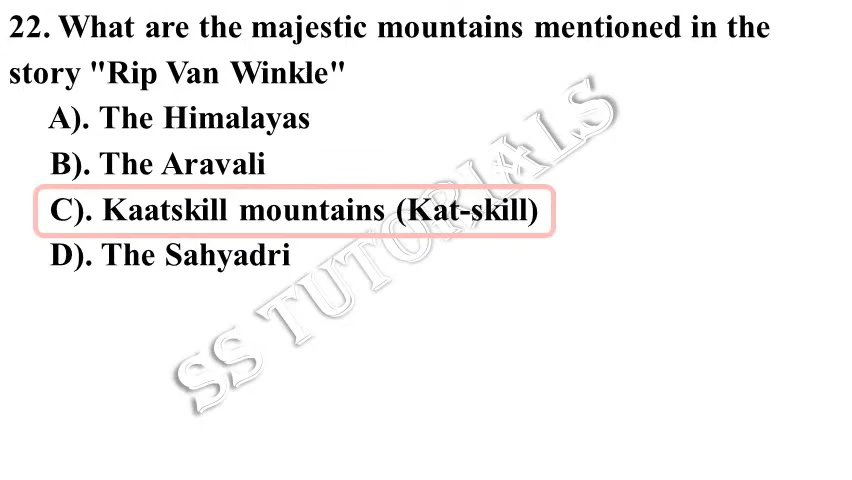 22. What are the majestic mountains mentioned in the
story "Rip Van Winkle"
A). The Himalayas
B). The Aravali
C). Kaatskill mountains (Kat-skill)
D). The Sahyadri
SS TUTORIALS